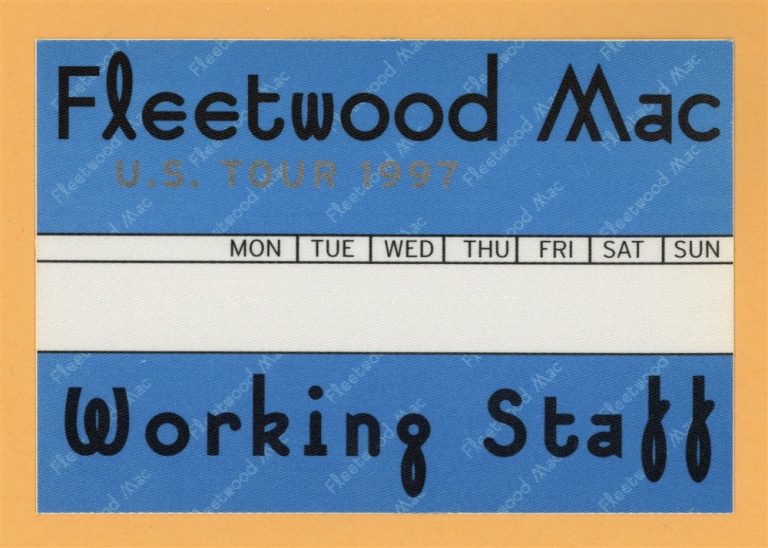 Fleetwood Mac
U.S. TOUR 1997
MON TUE WED THU FRI SAT SUN
Working Staff